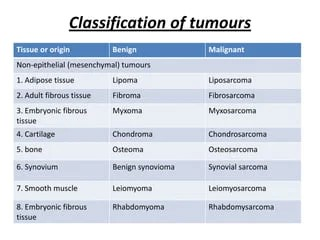 Classification of tumours
Tissue or origin Benign Malignant
Non-epithelial (mesenchymal) tumours
1. Adipose tissue Lipoma Liposarcoma
2. Adult fibrous tissue Fibroma Fibrosarcoma
3. Embryonic fibrous Myxoma Myxosarcoma
tissue
4. Cartilage Chondroma Chondrosarcoma
5. bone Osteoma Osteosarcoma
6. Synovium Benign synovioma Synovial sarcoma
7. Smooth muscle Leiomyoma Leiomyosarcoma
8. Embryonic fibrous Rhabdomyoma Rhabdomysarcoma
tissue